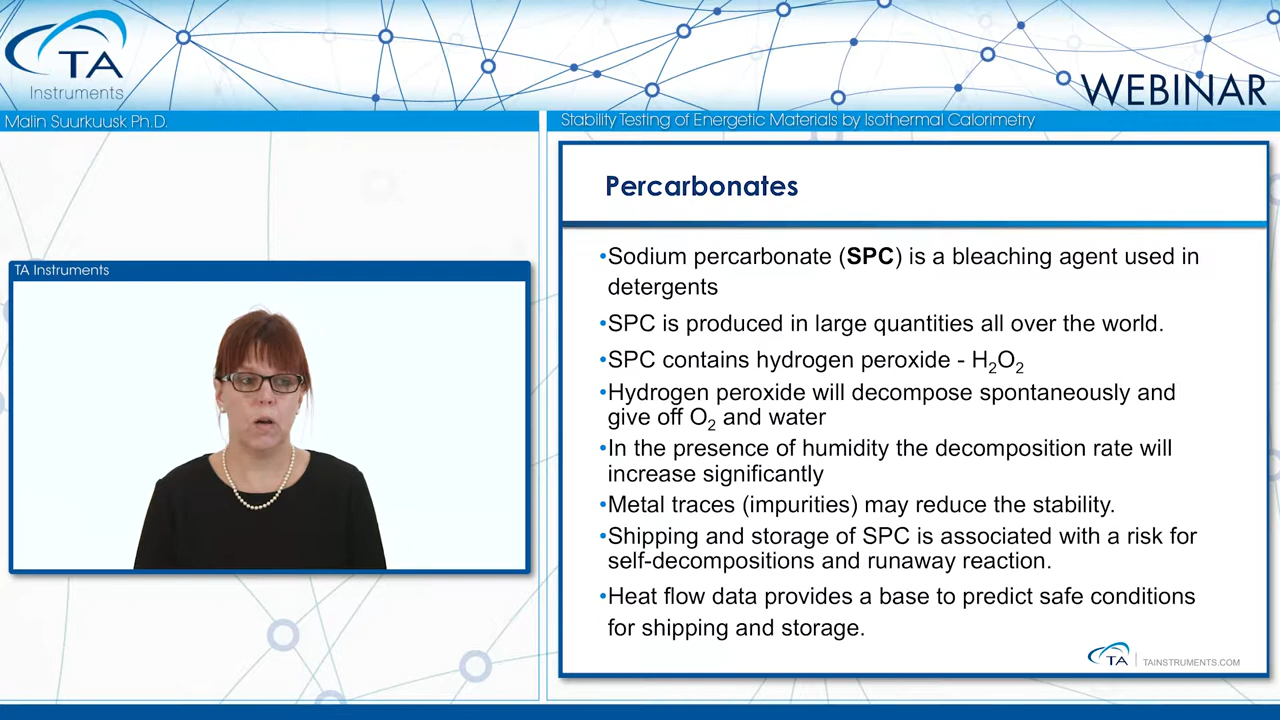 TA
Instruments
WEBINAR
Malin Suurkuusk Ph.D.
Stability Testing of Energetic Materials by Isothermal Calorimetry
TA Instruments
Percarbonates
•Sodium percarbonate (SPC) is a bleaching agent used in
detergents
•SPC is produced in large quantities all over the world.
•SPC contains hydrogen peroxide - H₂O₂
•Hydrogen peroxide will decompose spontaneously and
give off O₂ and water
•In the presence of humidity the decomposition rate will
increase significantly
•Metal traces (impurities) may reduce the stability.
•Shipping and storage of SPC is associated with a risk for
self-decompositions and runaway reaction.
•Heat flow data provides a base to predict safe conditions
for shipping and storage.
TA | TAINSTRUMENTS.COM